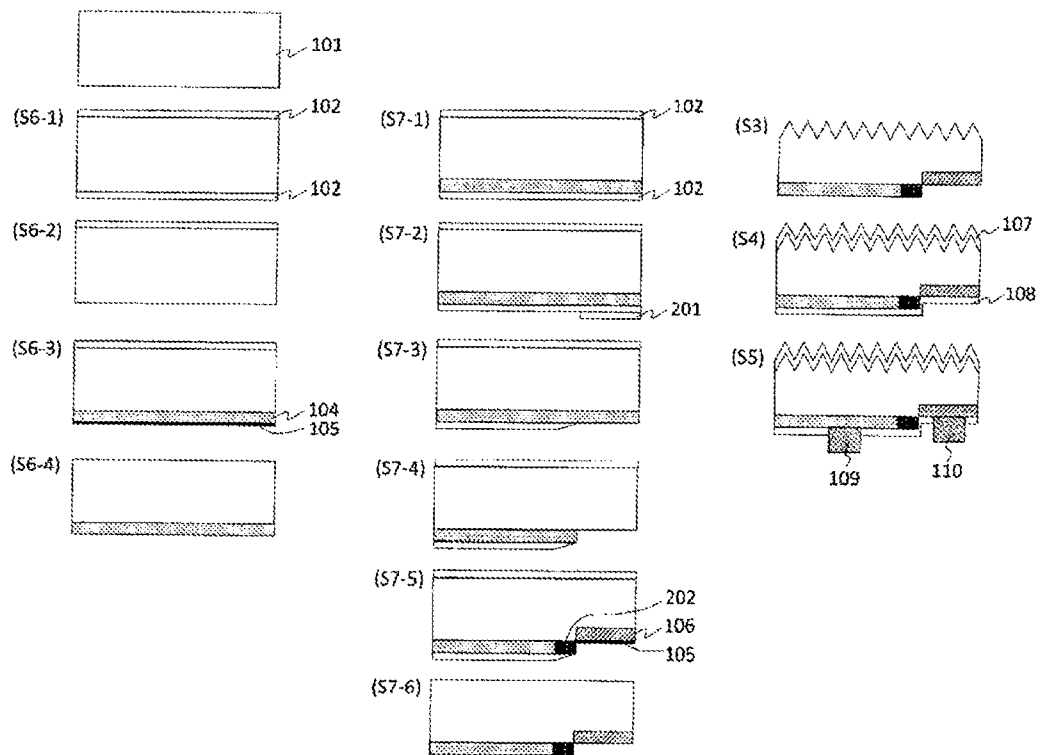 101
(S6-1)
102
102
(S6-2)
(S6-3)
104
105
(S6-4)
(S7-1)
102
102
(S7-2)
201
(S7-3)
(S7-4)
(S7-5)
202
106
105
(S7-6)
(S3)
(S4)
107
108
(S5)
109
110